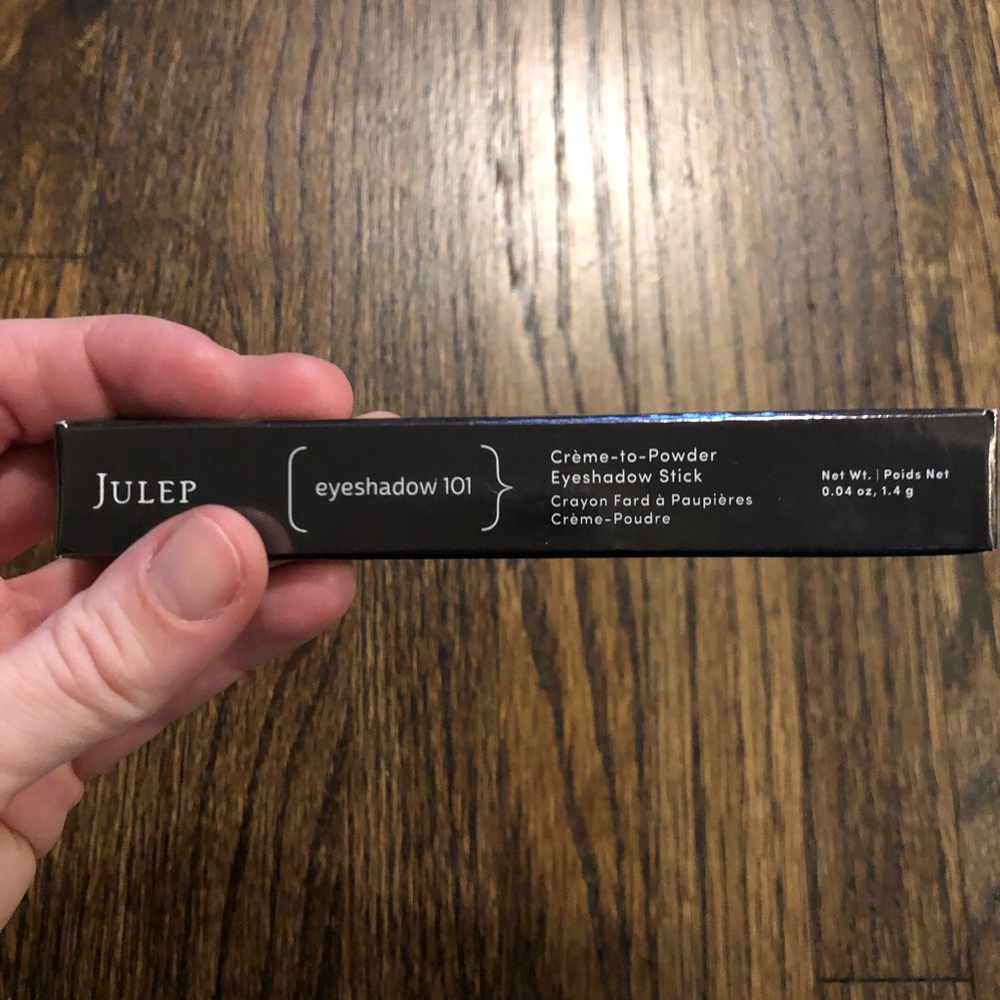 JULEP
eyeshadow 101
Crème-to-Powder
Eyeshadow Stick
Crayon Fard à Paupières
Crème-Poudre
Net Wt. | Poids Net
0.04 oz, 1.4 g